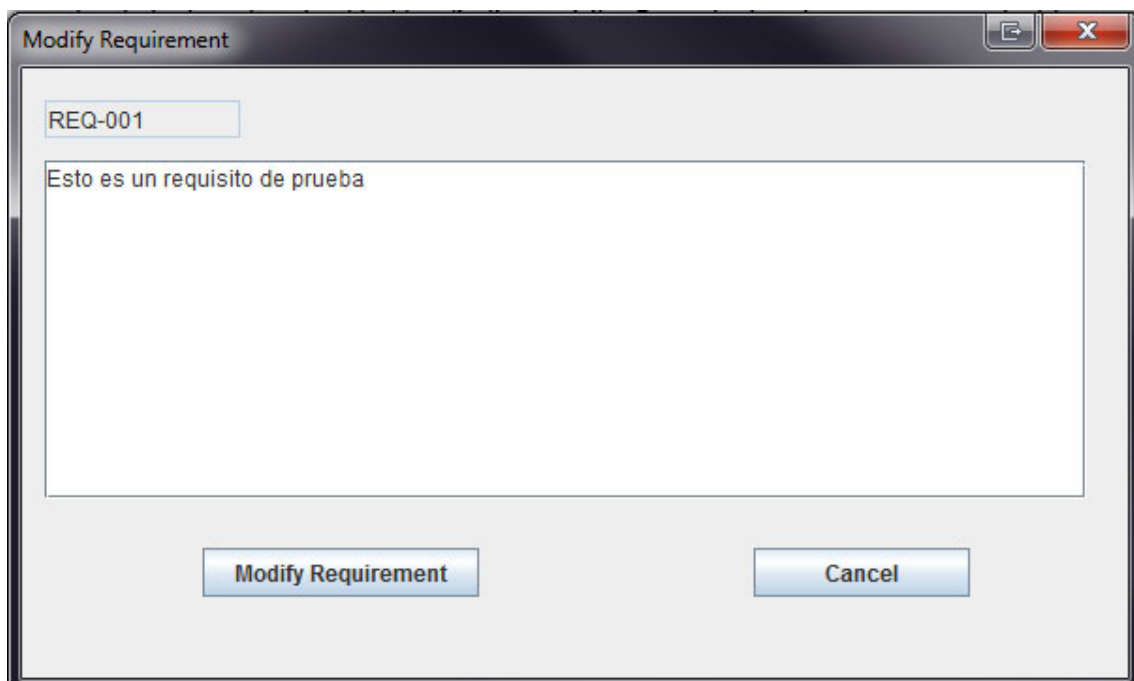 Modify Requirement
REQ-001
Esto es un requisito de prueba
Modify Requirement
Cancel